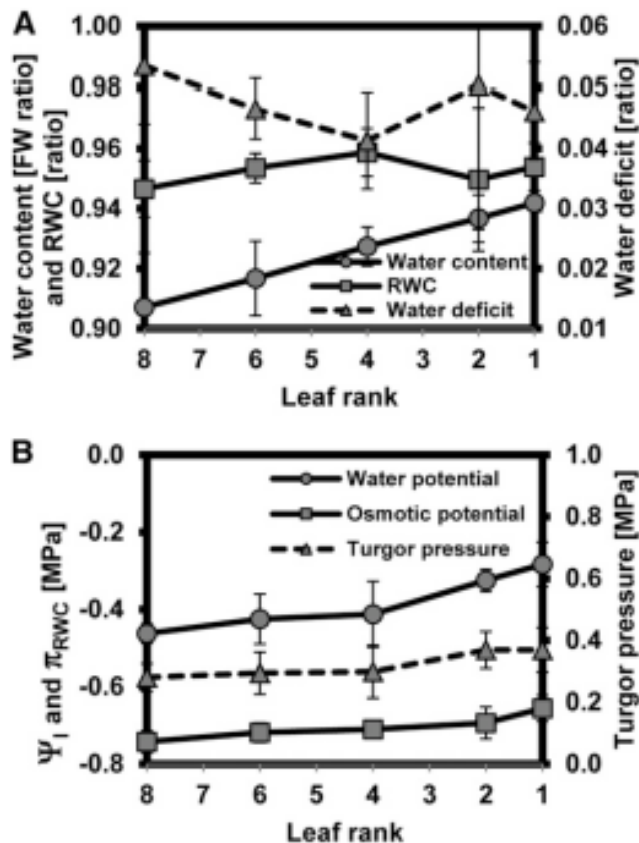 A
Water content [FW ratio]
and RWC [ratio]
1.00
0.98
0.96
0.94
0.92
0.90
0.06
0.05
0.04
0.03
0.02
0.01
Water deficit [ratio]
Water content
RWC
Water deficit
8 7 6 5 4 3 2 1
Leaf rank
B
Ψl and πRWC [MPa]
0.0
-0.2
-0.4
-0.6
-0.8
1.0
0.8
0.6
0.4
0.2
0.0
Turgor pressure [MPa]
Water potential
Osmotic potential
Turgor pressure
8 7 6 5 4 3 2 1
Leaf rank